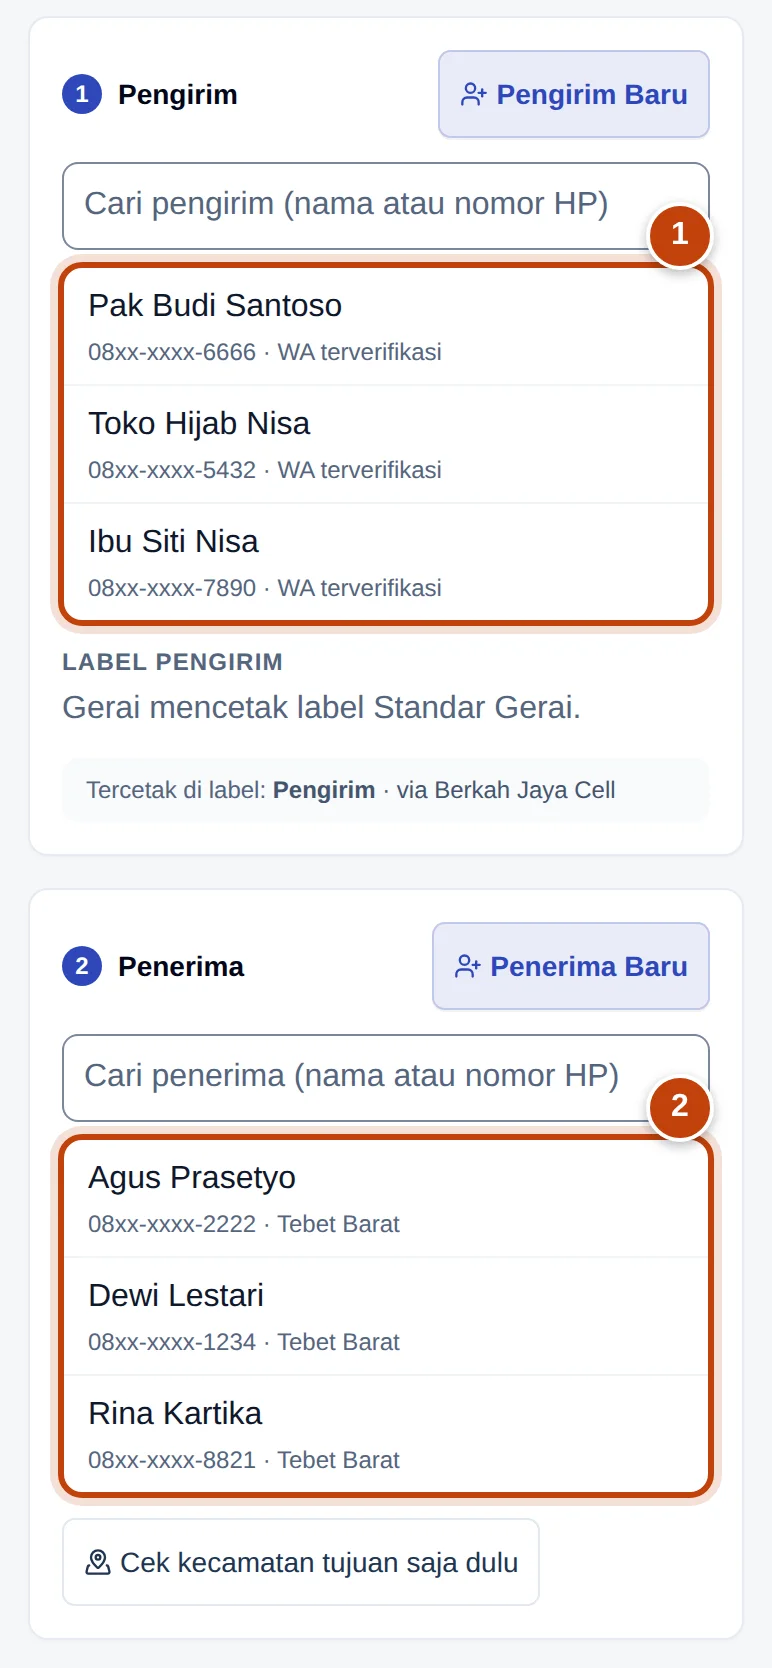 1 Pengirim
Pengirim Baru
Cari pengirim (nama atau nomor HP)
1
Pak Budi Santoso
08xx-xxxx-6666 · WA terverifikasi
Toko Hijab Nisa
08xx-xxxx-5432 · WA terverifikasi
Ibu Siti Nisa
08xx-xxxx-7890 · WA terverifikasi
LABEL PENGIRIM
Gerai mencetak label Standar Gerai.
Tercetak di label: Pengirim · via Berkah Jaya Cell
2 Penerima
Penerima Baru
Cari penerima (nama atau nomor HP)
2
Agus Prasetyo
08xx-xxxx-2222 · Tebet Barat
Dewi Lestari
08xx-xxxx-1234 · Tebet Barat
Rina Kartika
08xx-xxxx-8821 · Tebet Barat
Cek kecamatan tujuan saja dulu